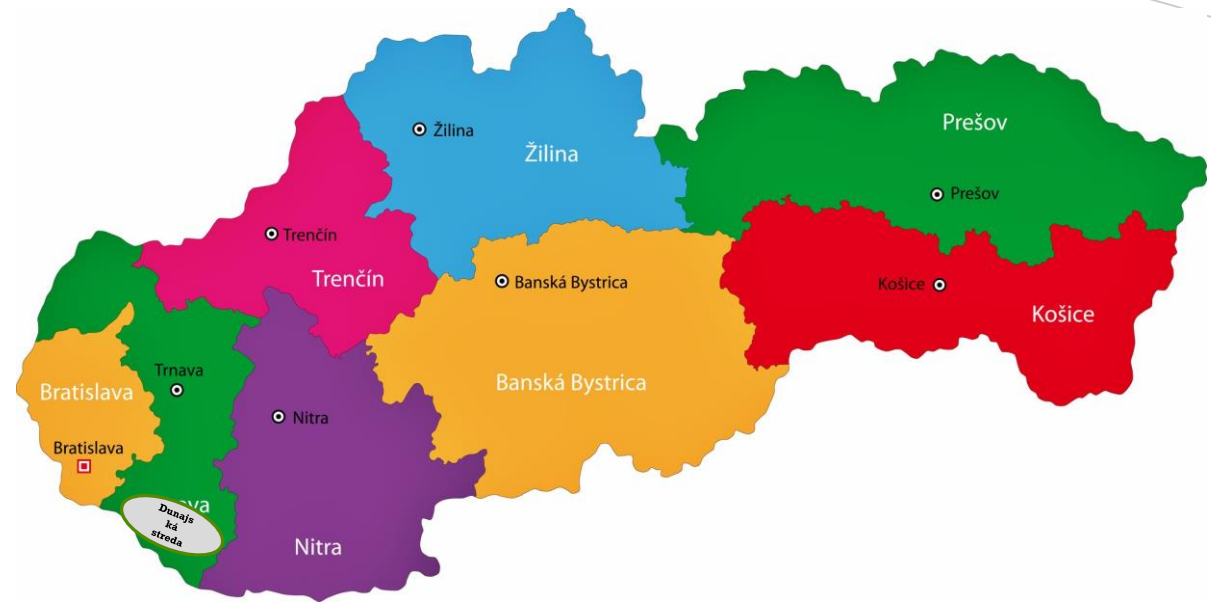 Prešov
Žilina
Žilina
Prešov
Trenčín
Trenčín
Banská Bystrica
Košice
Košice
Trnava
Bratislava
Banská Bystrica
Nitra
Bratislava
Dunajs
ká
streda
Nitra